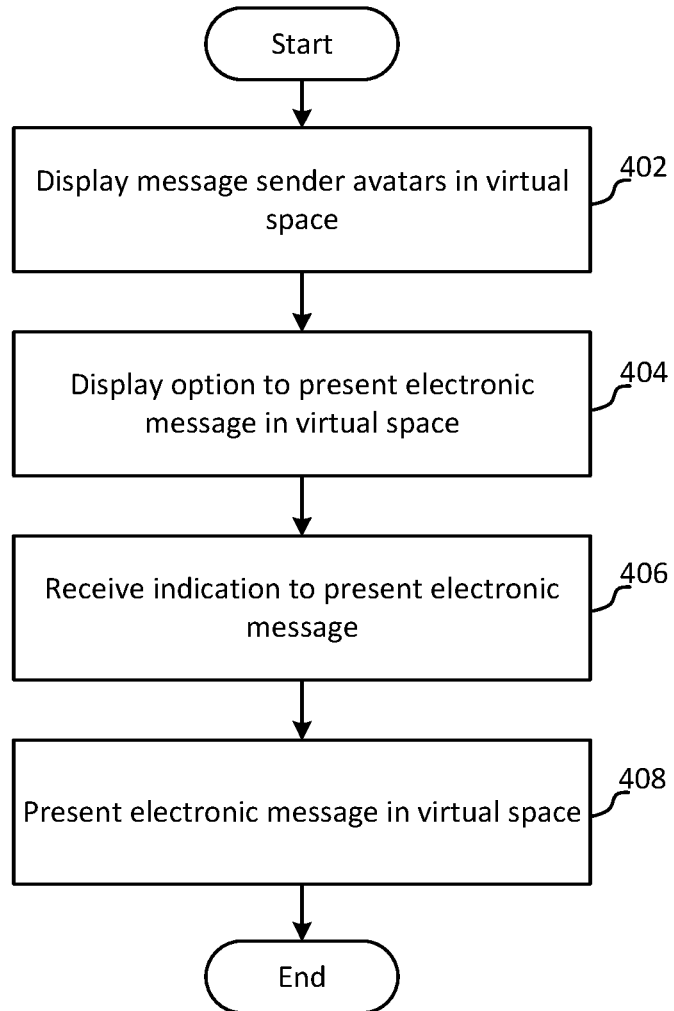 Start
Display message sender avatars in virtual
space
402
Display option to present electronic
message in virtual space
404
Receive indication to present electronic
message
406
Present electronic message in virtual space
408
End